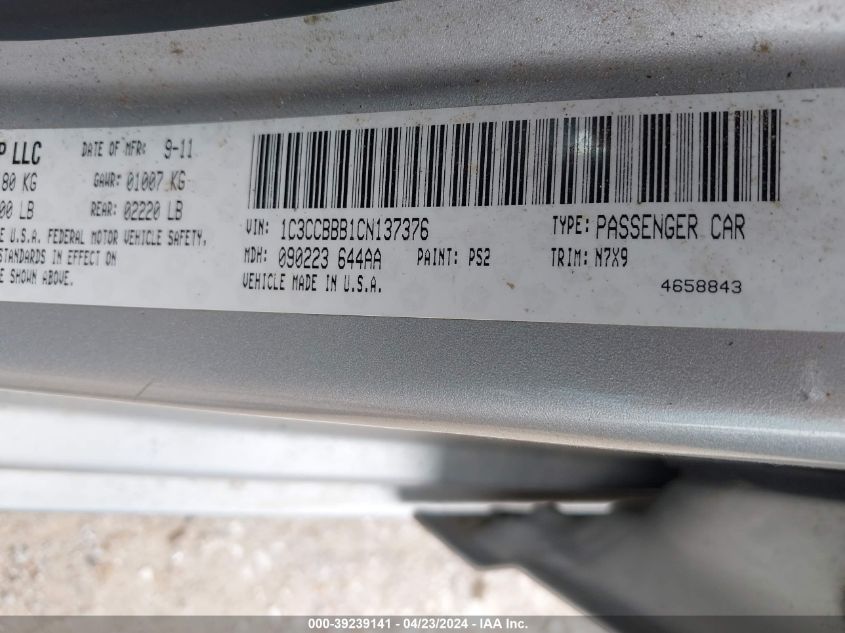 P LLC DATE OF MFR: 9-11
80 KG GAWR: 01007 KG
00 LB REAR: 02220 LB
E U.S.A. FEDERAL MOTOR VEHICLE SAFETY,
STANDARDS IN EFFECT ON
E SHOWN ABOVE.
VIN: 1C3CCBBB1CN137376 TYPE: PASSENGER CAR
MDH: 090223 644AA PAINT: PS2 TRIM: N7X9
VEHICLE MADE IN U.S.A. 4658843
000-39239141 - 04/23/2024 - IAA Inc.